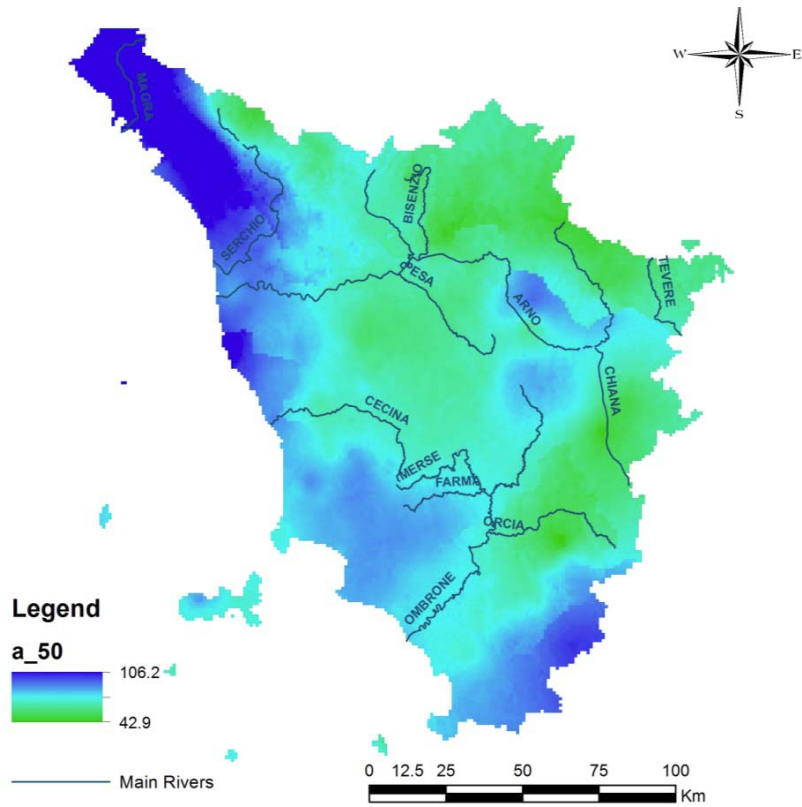 N
W
E
S
MAGRA
SERCHIO
BISENZIO
PESA
ARNO
TEVERE
CHIANA
CECINA
MERSE
FARMA
ORCIA
OMBRONE
Legend
a_50
106.2
42.9
Main Rivers
0 12.5 25 50 75 100
Km